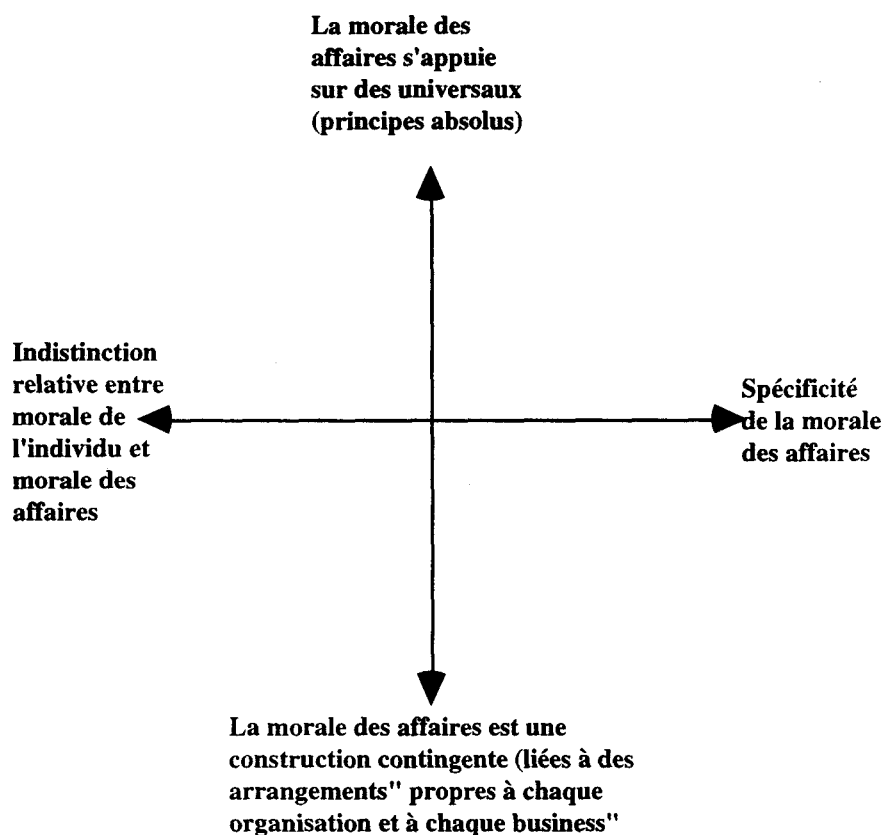 La morale des
affaires s'appuie
sur des universaux
(principes absolus)
Indistinction
relative entre
morale de
l'individu et
morale des
affaires
Spécificité
de la morale
des affaires
La morale des affaires est une
construction contingente (liées à des
arrangements" propres à chaque
organisation et à chaque business"